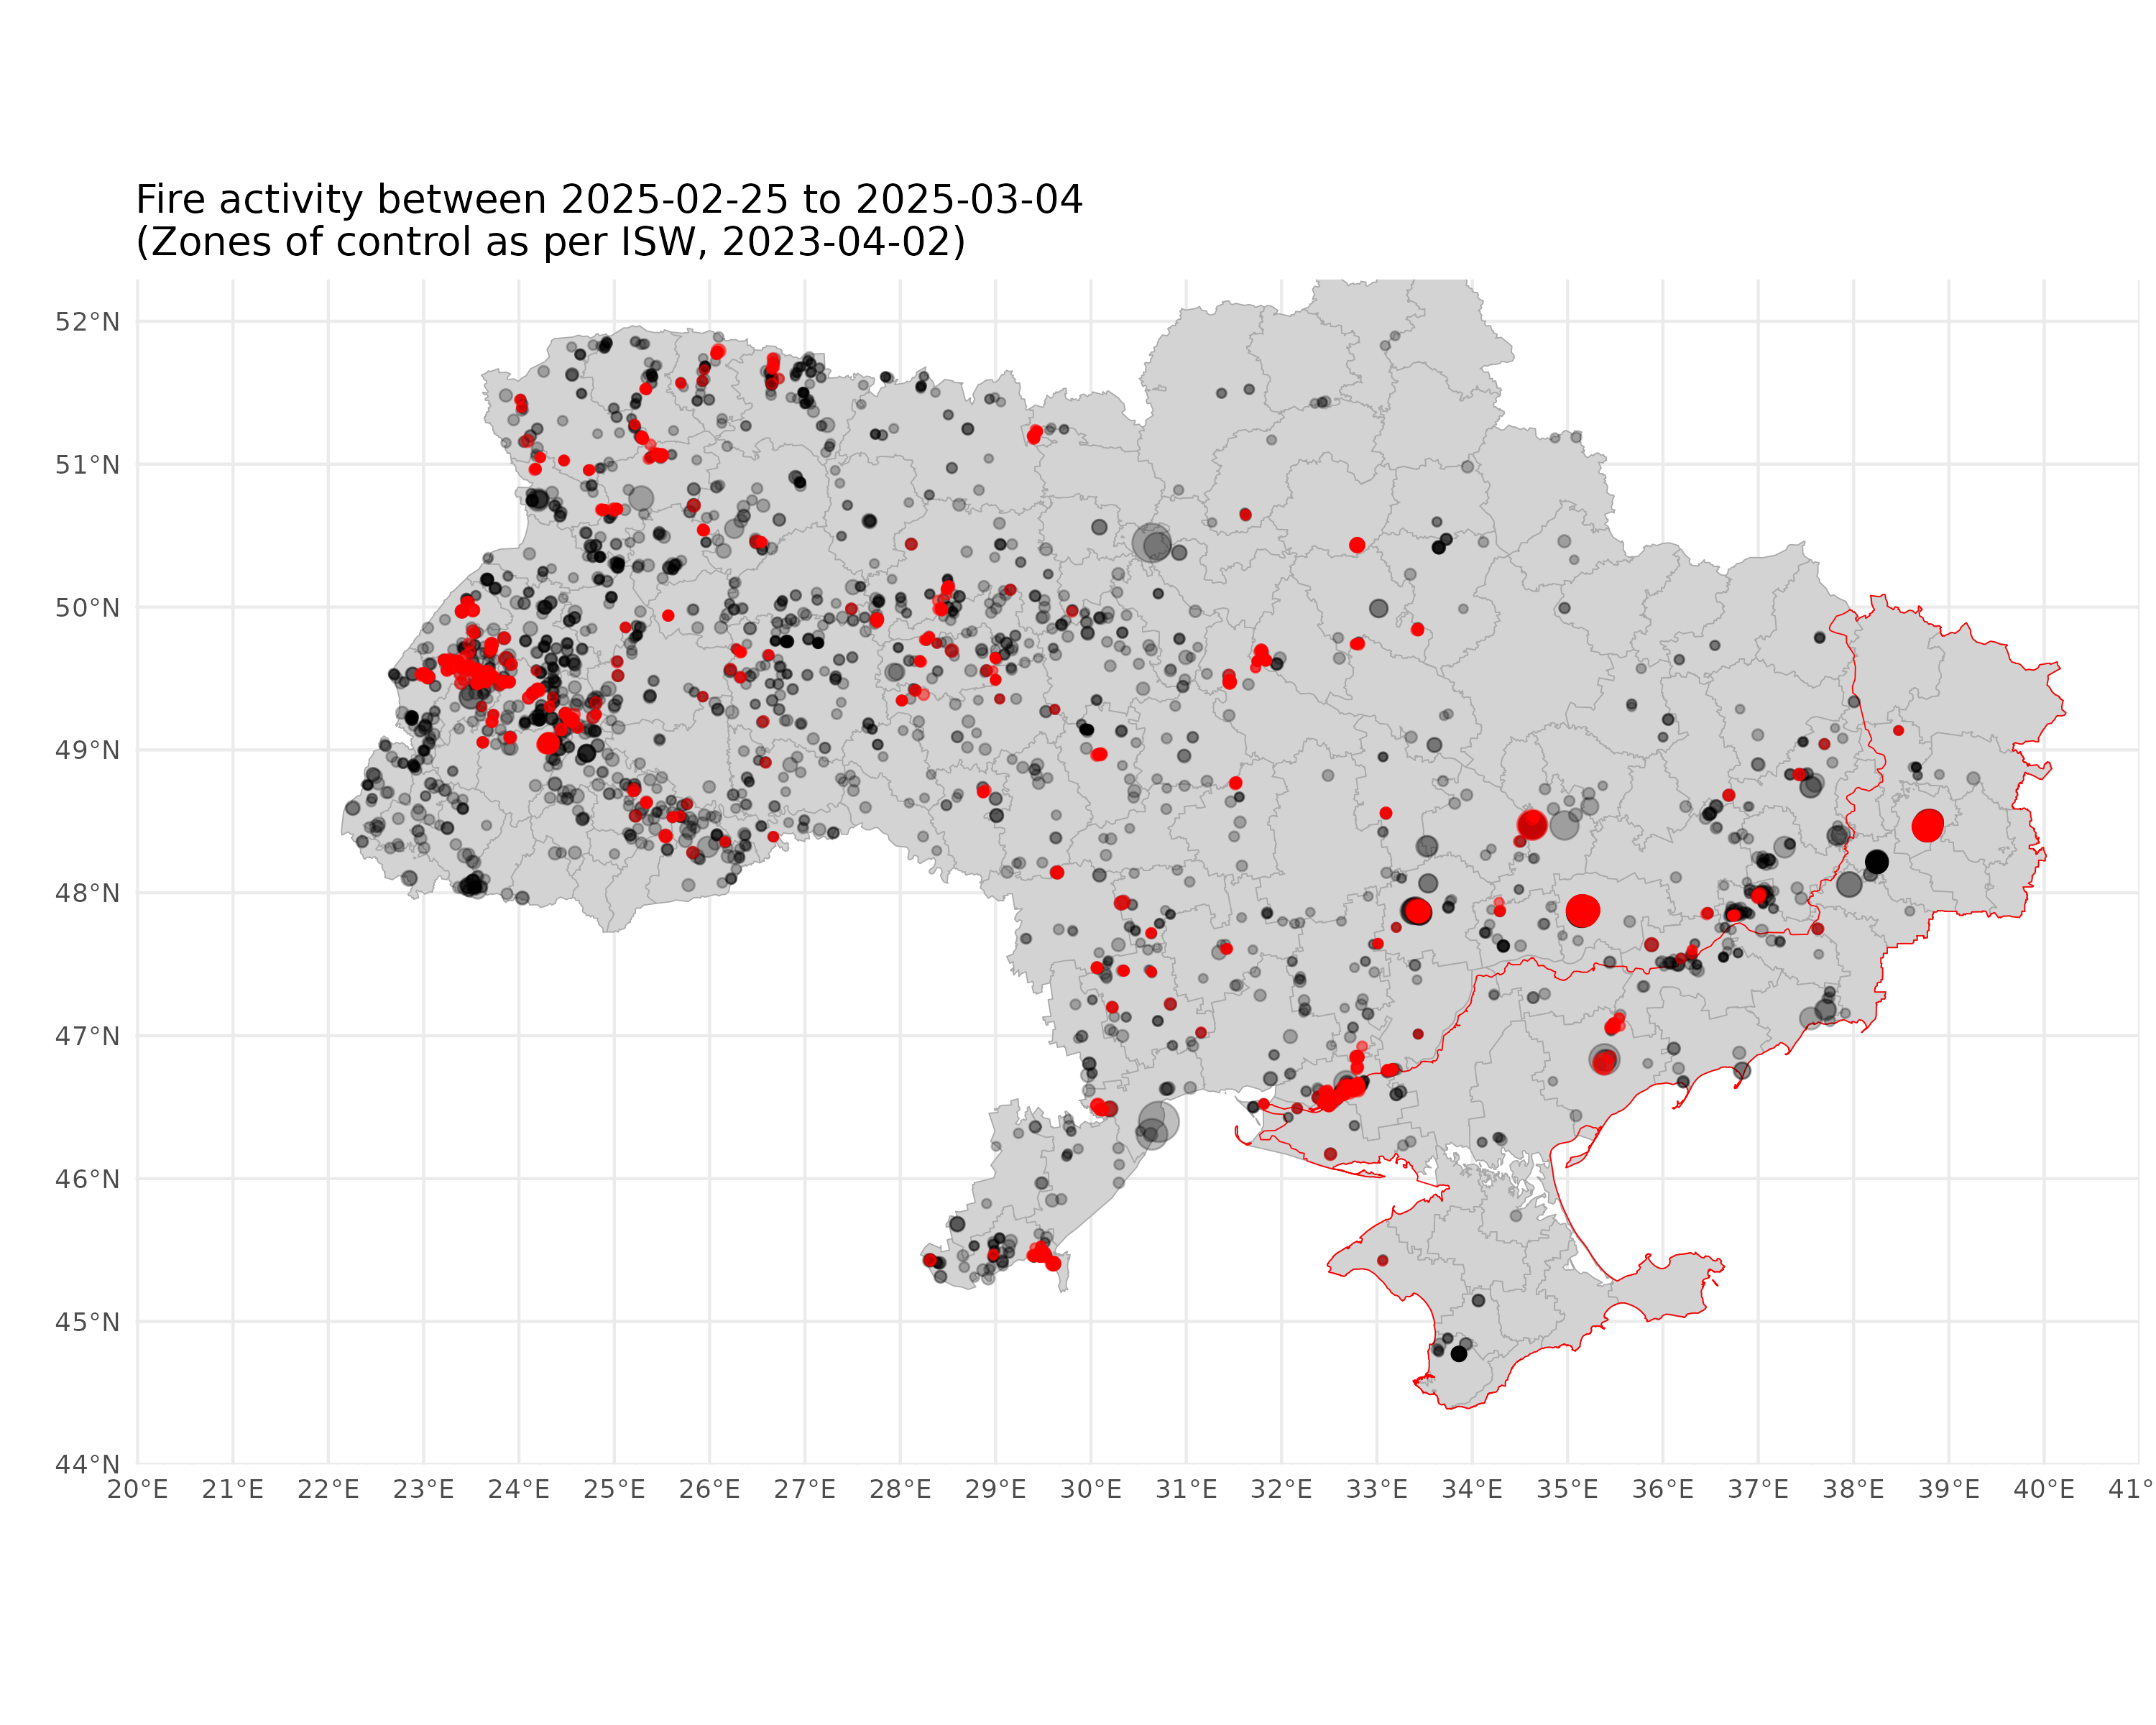 Fire activity between 2025-02-25 to 2025-03-04
(Zones of control as per ISW, 2023-04-02)
52°N
51°N
50°N
49°N
48°N
47°N
46°N
45°N
44°N
20°E 21°E 22°E 23°E 24°E 25°E 26°E 27°E 28°E 29°E 30°E 31°E 32°E 33°E 34°E 35°E 36°E 37°E 38°E 39°E 40°E 41°